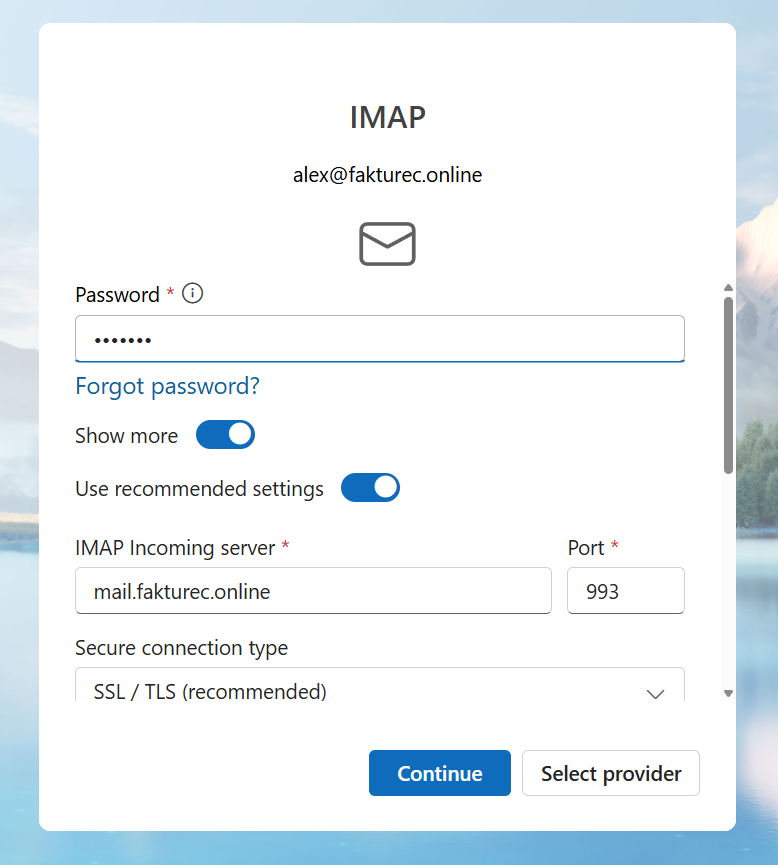 IMAP
alex@fakturec.online
Password *
•••••••
Forgot password?
Show more
Use recommended settings
IMAP Incoming server * Port *
mail.fakturec.online 993
Secure connection type
SSL / TLS (recommended)
Continue Select provider